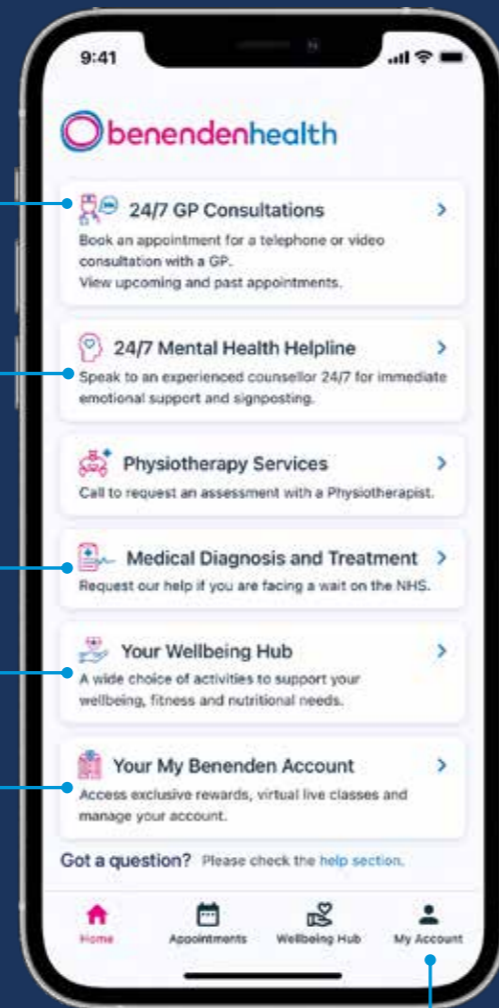 9:41
benendenhealth
24/7 GP Consultations
Book an appointment for a telephone or video
consultation with a GP.
View upcoming and past appointments.
24/7 Mental Health Helpline
Speak to an experienced counsellor 24/7 for immediate
emotional support and signposting.
Physiotherapy Services
Call to request an assessment with a Physiotherapist.
Medical Diagnosis and Treatment
Request our help if you are facing a wait on the NHS.
Your Wellbeing Hub
A wide choice of activities to support your
wellbeing, fitness and nutritional needs.
Your My Benenden Account
Access exclusive rewards, virtual live classes and
manage your account.
Got a question? Please check the help section.
Home Appointments Wellbeing Hub My Account